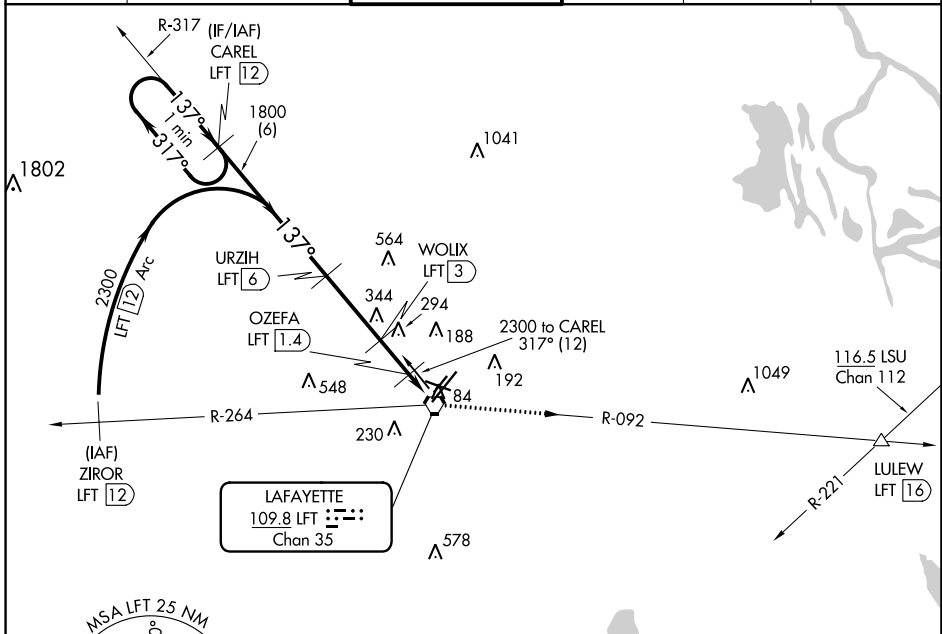 R-317
(IF/IAF)
CAREL
LFT 12
137°
1 min
317°
1800
(6)
1041
1802
137°
2300
LFT 12 Arc
URZIH
LFT 6
564
WOLIX
LFT 3
344
294
188
OZEFA
LFT 1.4
2300 to CAREL
317° (12)
192
548
84
1049
116.5 LSU
Chan 112
R-264
R-092
230
(IAF)
ZIROR
LFT 12
LULEW
LFT 16
R-221
LAFAYETTE
109.8 LFT
Chan 35
578
MSA LFT 25 NM